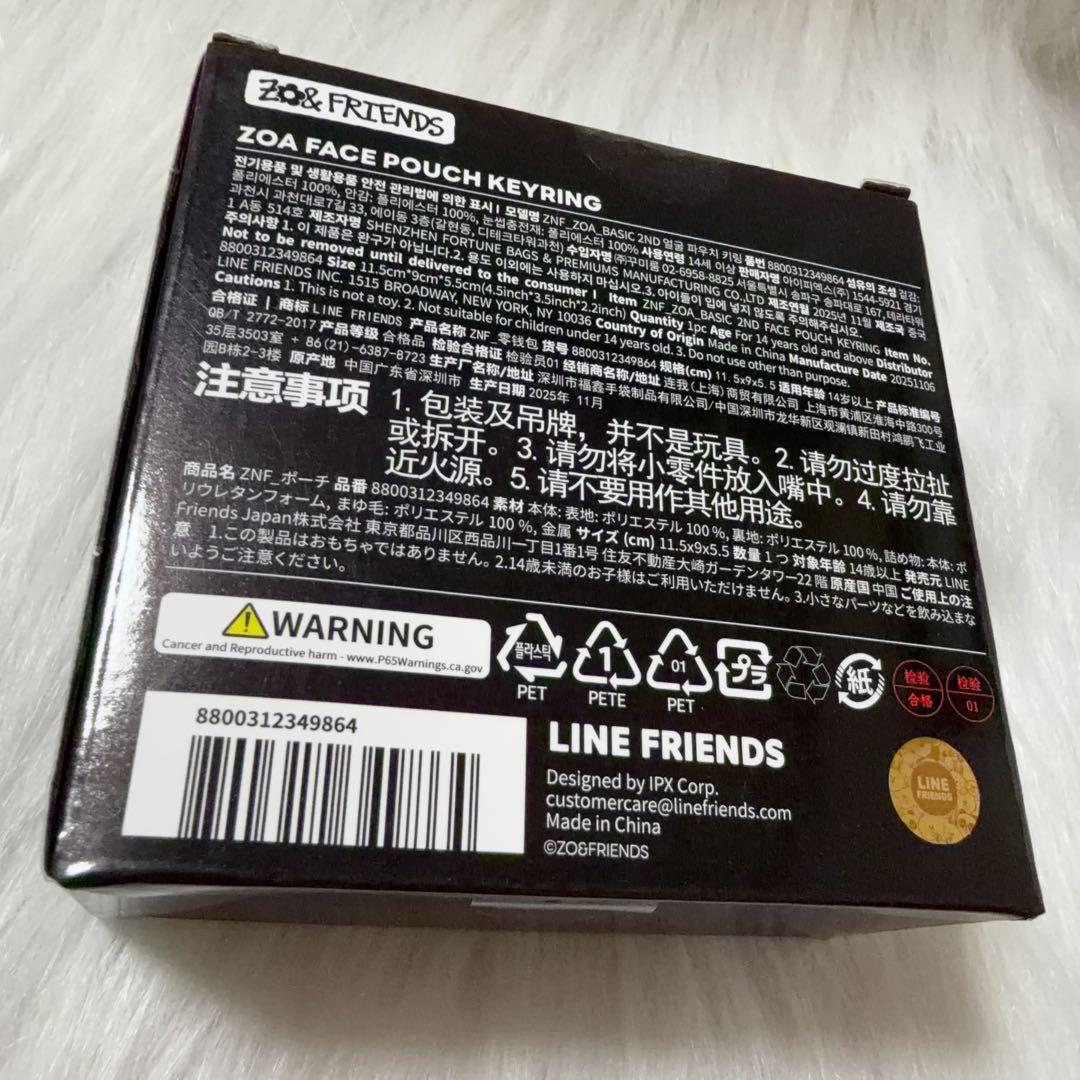 ZO& FRIENDS
ZOA FACE POUCH KEYRING
전기용품 및 생활용품 안전 관리법에 의한 표시 | 모델명 ZNF_ZOA_BASIC 2ND 얼굴 파우치 키링 품번 8800312349864 섬유의 조성 겉감:
폴리에스터 100%, 안감: 폴리에스터 100%, 눈썹충전재: 폴리에스터 100% 사용연령 14세 이상 판매자명 아이피엑스(주) 1544-5921 경기
과천시 과천대로7길 33, 에이동 3층(갈현동, 디테크타워과천) 수입자명 ㈜꾸미룸 02-6958-8825 서울특별시 송파구 송파대로 167, 테라타워
1 A동 514호 제조자명 SHENZHEN FORTUNE BAGS & PREMIUMS MANUFACTURING CO.,LTD 제조연월 2025년 11월 제조국 중국
주의사항 1. 이 제품은 완구가 아닙니다.2. 용도 이외에는 사용하지 마십시오.3. 아이들이 입에 넣지 않도록 주의해주십시오.
Not to be removed until delivered to the consumer | Item ZNF_ZOA_BASIC 2ND FACE POUCH KEYRING Item No.
8800312349864 Size 11.5cm*9cm*5.5cm(4.5inch*3.5inch*2.2inch) Quantity 1pc Age For 14 years old and above Distributor
LINE FRIENDS INC. 1515 BROADWAY, NEW YORK, NY 10036 Country of Origin Made in China Manufacture Date 20251106
Cautions 1. This is not a toy. 2. Not suitable for children under 14 years old. 3. Do not use other than purpose.
合格证 | 商标 LINE FRIENDS 产品名称 ZNF_零钱包 货号 8800312349864 规格(cm) 11.5x9x5.5 适用年龄 14岁以上 产品标准编号
QB/T 2772-2017 产品等级 合格品 检验合格证 检验员01 经销商名称/地址 连我(上海)商贸有限公司/ 上海市黄浦区淮海中路300号
35层3503室 + 86(21)-6387-8723 生产厂名称/地址 深圳市福鑫手袋制品有限公司/中国深圳市龙华新区观澜镇新田村鸿鹏飞工业
园B栋2-3楼 原产地 中国广东省深圳市 生产日期 2025年 11月
注意事项 1. 包装及吊牌，并不是玩具。2. 请勿过度拉扯
或拆开。3. 请勿将小零件放入嘴中。4. 请勿靠
近火源。5. 请不要用作其他用途。
商品名 ZNF_ポーチ 品番 8800312349864 素材 本体: 表地: ポリエステル 100%, 裏地: ポリエステル 100%, 詰め物: 本体: ポ
リウレタンフォーム, まゆ毛: ポリエステル 100%, 金属 サイズ (cm) 11.5x9x5.5 数量 1つ 対象年齢 14歳以上 発売元 LINE
Friends Japan株式会社 東京都品川区西品川一丁目1番1号 住友不動産大崎ガーデンタワー22階 原産国 中国 ご使用上の注
意 1.この製品はおもちゃではありません。2.14歳未満のお子様はご利用いただけません。3.小さなパーツなどを飲み込まな
いようご注意ください。
WARNING
Cancer and Reproductive harm - www.P65Warnings.ca.gov
플라스틱
PET
1
PETE
01
PET
プラ
紙
检验
合格
检验
01
8800312349864
LINE FRIENDS
Designed by IPX Corp.
customercare@linefriends.com
Made in China
©ZO&FRIENDS
LINE
FRIENDS